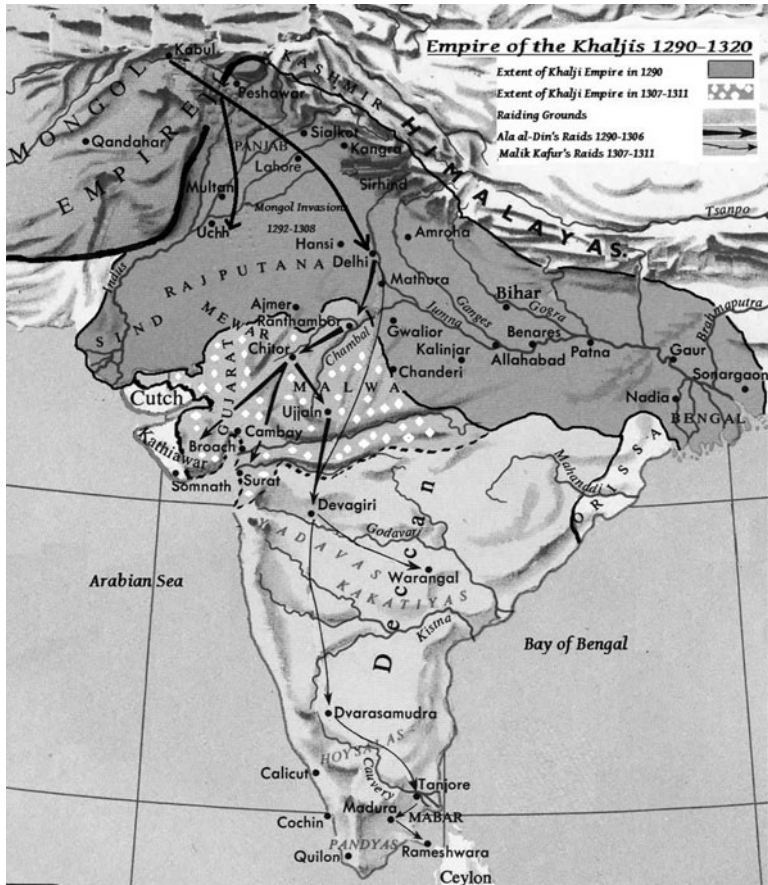 Empire of the Khaljis 1290–1320
Extent of Khalji Empire in 1290
Extent of Khalji Empire in 1307-1311
Raiding Grounds
Ala al-Din's Raids 1290-1306
Malik Kafur's Raids 1307-1311
Kabul
KASHMIR
MONGOL EMPIRE
Peshawar
HIMALAYAS.
Qandahar
Sialkot
PANJAB
Kangra
Lahore
Sirhind
Multan
Mongol Invasions
1292-1308
Tsanpo
Uchh
Hansi
Amroha
Delhi
Indus
RAJPUTANA
Mathura
Bihar
Ajmer
Ganges
Gogra
Brahmaputra
SIND
MEWAR
Ranthambor
Jumna
Gwalior
Benares
Chitor
Chambal
Kalinjar
Allahabad
Patna
Gaur
Chanderi
Sonargaon
GUJARAT
MALWA
Cutch
Nadia
Ujjain
BENGAL
Kathiawar
Broach
Cambay
ORISSA
Somnath
Surat
Mahanddi
Devagiri
Deccan
Godavari
YADAVAS
Arabian Sea
Warangal
KAKATIYAS
Kistna
Bay of Bengal
Dvarasamudra
HOYSALAS
Calicut
Cauvery
Tanjore
Madura
MABAR
Cochin
PANDYAS
Rameshwara
Quilon
Ceylon